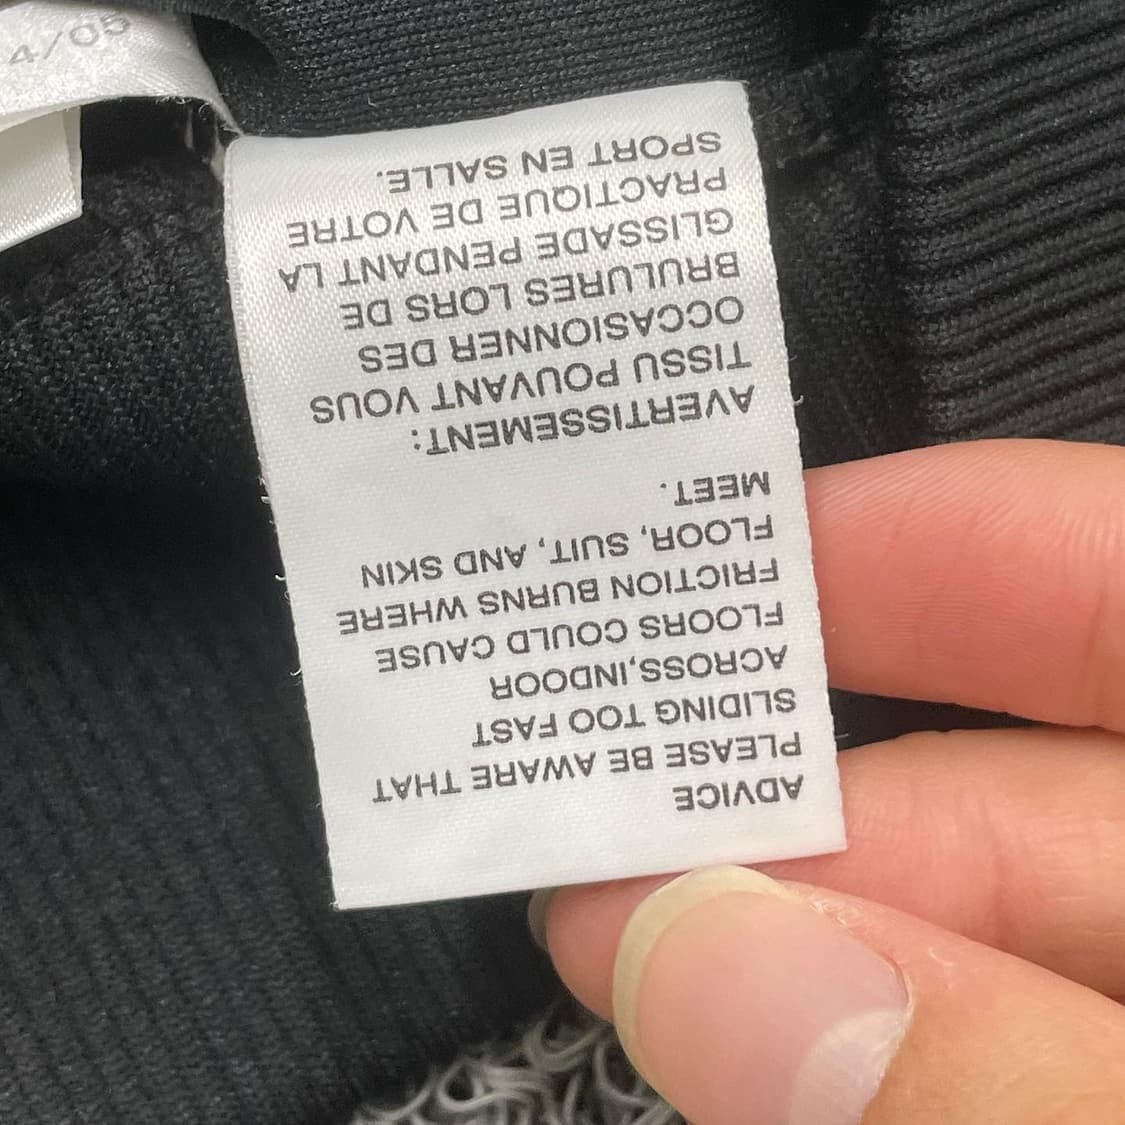 ADVICE
PLEASE BE AWARE THAT
SLIDING TOO FAST
ACROSS,INDOOR
FLOORS COULD CAUSE
FRICTION BURNS WHERE
FLOOR, SUIT, AND SKIN
MEET.
AVERTISSEMENT:
TISSU POUVANT VOUS
OCCASIONNER DES
BRULURES LORS DE
GLISSADE PENDANT LA
PRACTIQUE DE VOTRE
SPORT EN SALLE.
4/05